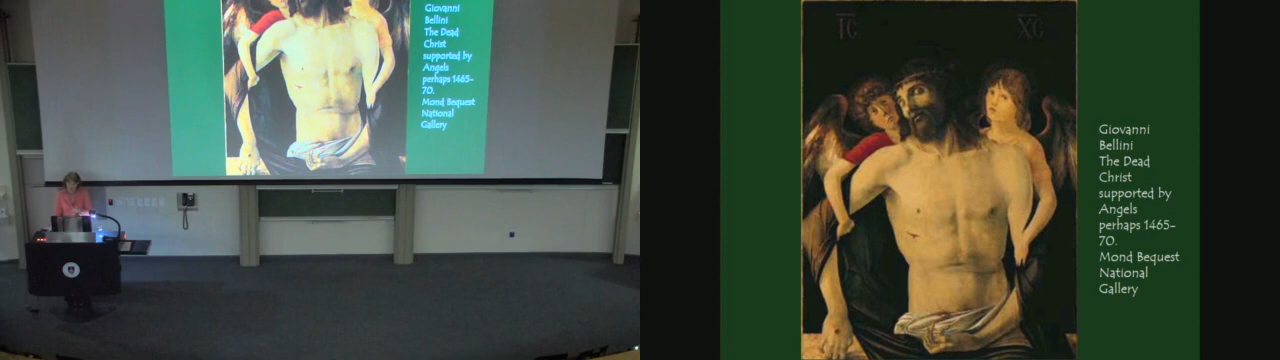 Giovanni
Bellini
The Dead
Christ
supported by
Angels
perhaps 1465-
70.
Mond Bequest
National
Gallery
IC XC
Giovanni
Bellini
The Dead
Christ
supported by
Angels
perhaps 1465-
70.
Mond Bequest
National
Gallery